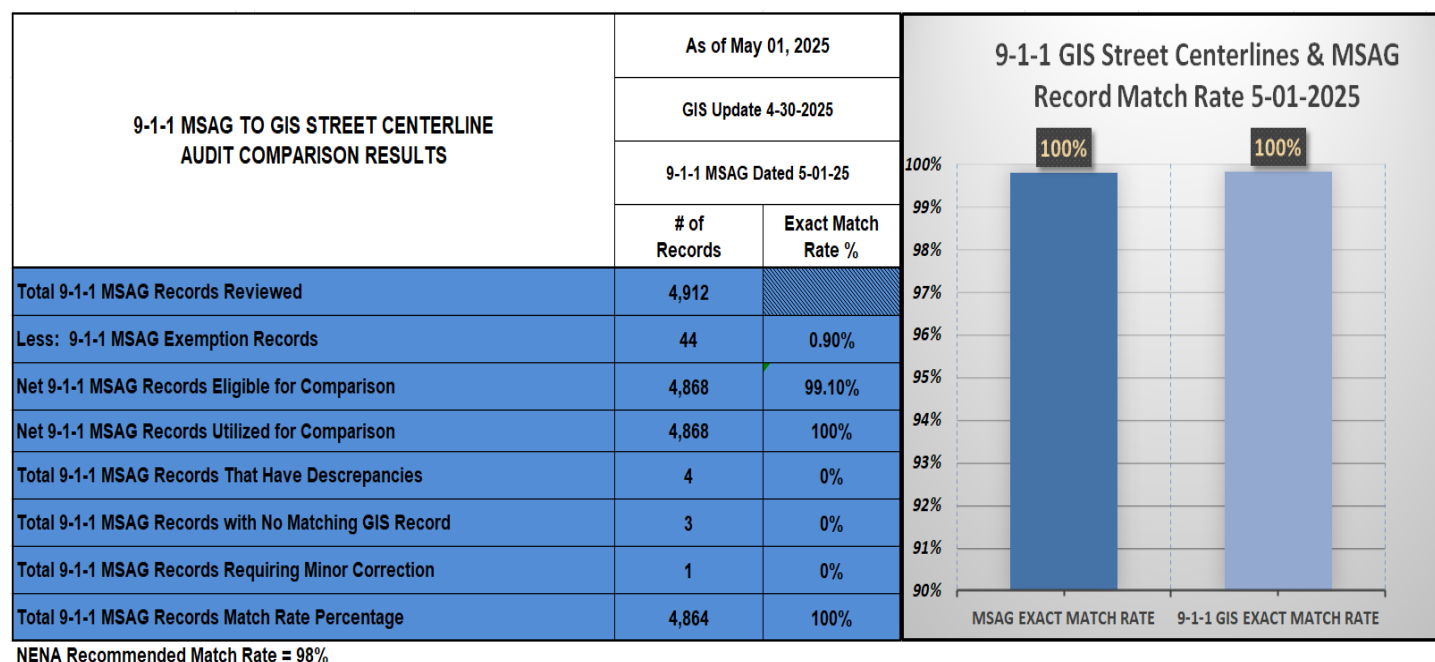 9-1-1 MSAG TO GIS STREET CENTERLINE
AUDIT COMPARISON RESULTS
As of May 01, 2025
GIS Update 4-30-2025
9-1-1 MSAG Dated 5-01-25
# of
Records
Exact Match
Rate %
Total 9-1-1 MSAG Records Reviewed 4,912
Less: 9-1-1 MSAG Exemption Records 44 0.90%
Net 9-1-1 MSAG Records Eligible for Comparison 4,868 99.10%
Net 9-1-1 MSAG Records Utilized for Comparison 4,868 100%
Total 9-1-1 MSAG Records That Have Descrepancies 4 0%
Total 9-1-1 MSAG Records with No Matching GIS Record 3 0%
Total 9-1-1 MSAG Records Requiring Minor Correction 1 0%
Total 9-1-1 MSAG Records Match Rate Percentage 4,864 100%
NENA Recommended Match Rate = 98%
9-1-1 GIS Street Centerlines & MSAG
Record Match Rate 5-01-2025
100% 100%
100%
99%
98%
97%
96%
95%
94%
93%
92%
91%
90%
MSAG EXACT MATCH RATE 9-1-1 GIS EXACT MATCH RATE